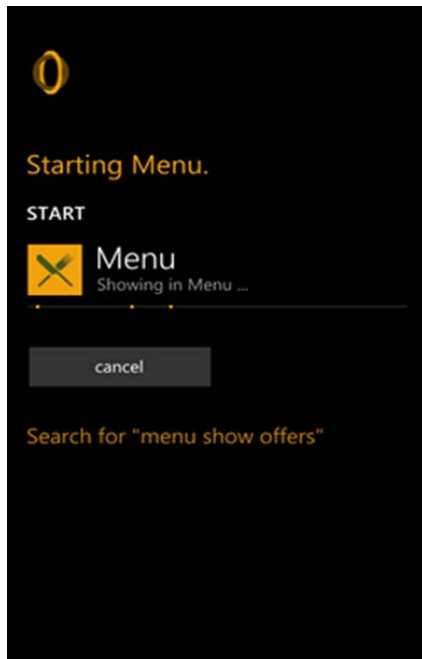 Starting Menu.
START
Menu
Showing in Menu ...
cancel
Search for "menu show offers"